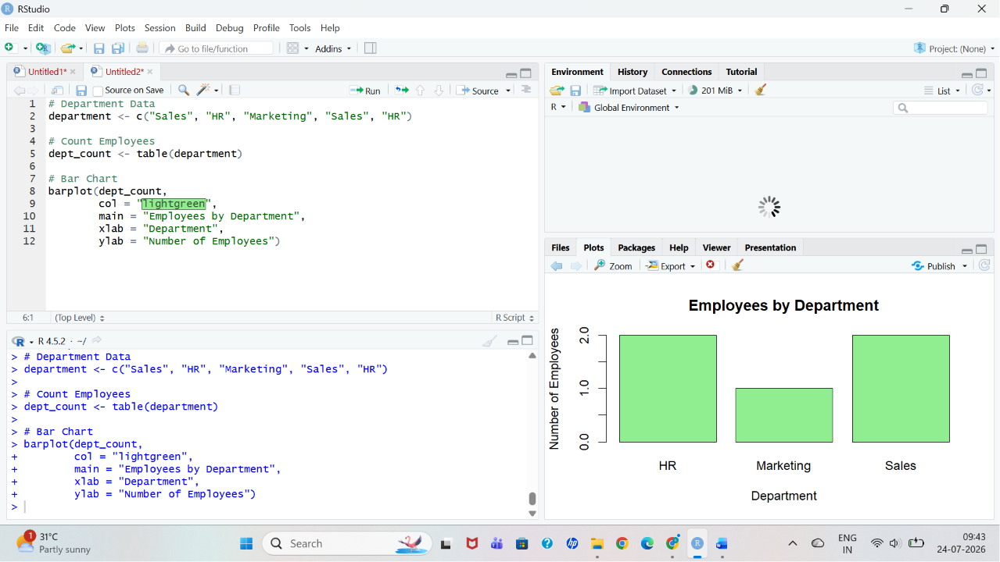 RStudio
File Edit Code View Plots Session Build Debug Profile Tools Help
Go to file/function Addins Project: (None)
Untitled1* Untitled2*
Source on Save Run Source
1 # Department Data
2 department <- c("Sales", "HR", "Marketing", "Sales", "HR")
3
4 # Count Employees
5 dept_count <- table(department)
6
7 # Bar Chart
8 barplot(dept_count,
9 col = "lightgreen",
10 main = "Employees by Department",
11 xlab = "Department",
12 ylab = "Number of Employees")
6:1 (Top Level) R Script
R 4.5.2 · ~/
> # Department Data
> department <- c("Sales", "HR", "Marketing", "Sales", "HR")
>
> # Count Employees
> dept_count <- table(department)
>
> # Bar Chart
> barplot(dept_count,
+ col = "lightgreen",
+ main = "Employees by Department",
+ xlab = "Department",
+ ylab = "Number of Employees")
>
Environment History Connections Tutorial
Import Dataset 201 MiB List
R Global Environment
Files Plots Packages Help Viewer Presentation
Zoom Export Publish
Employees by Department
Number of Employees
2.0
1.0
0.0
HR Marketing Sales
Department
1 31°C
Partly sunny
Search
ENG
IN
09:43
24-07-2026